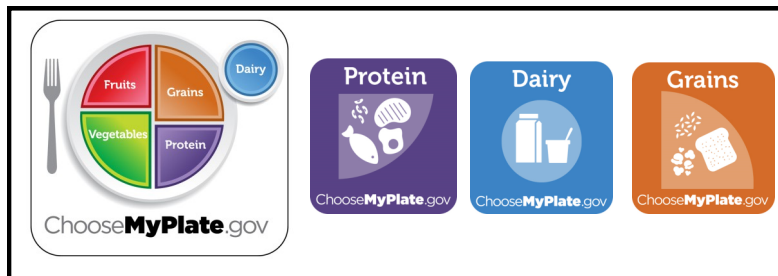 Fruits
Grains
Dairy
Vegetables
Protein
ChooseMyPlate.gov
Protein
ChooseMyPlate.gov
Dairy
ChooseMyPlate.gov
Grains
ChooseMyPlate.gov